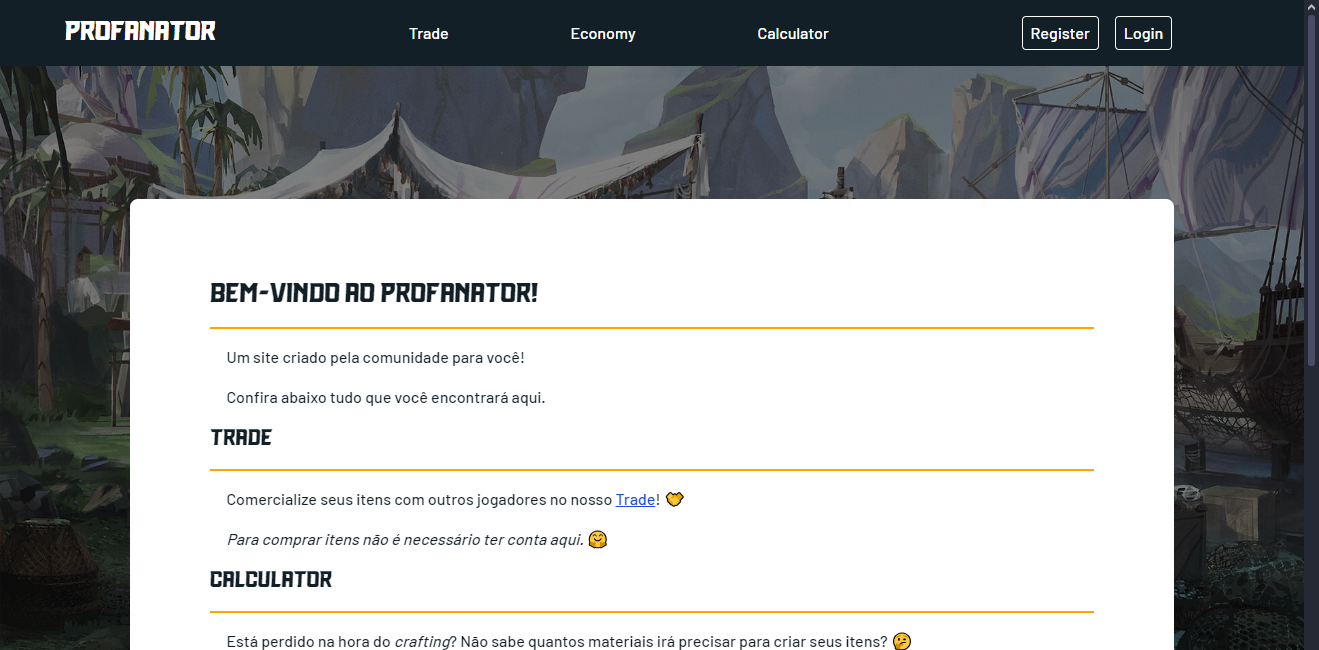 PROFANATOR
Trade
Economy
Calculator
Register
Login
BEM-VINDO AO PROFANATOR!
Um site criado pela comunidade para você!
Confira abaixo tudo que você encontrará aqui.
TRADE
Comercialize seus itens com outros jogadores no nosso Trade!
Para comprar itens não é necessário ter conta aqui. 🤗
CALCULATOR
Está perdido na hora do crafting? Não sabe quantos materiais irá precisar para criar seus itens? 🤔